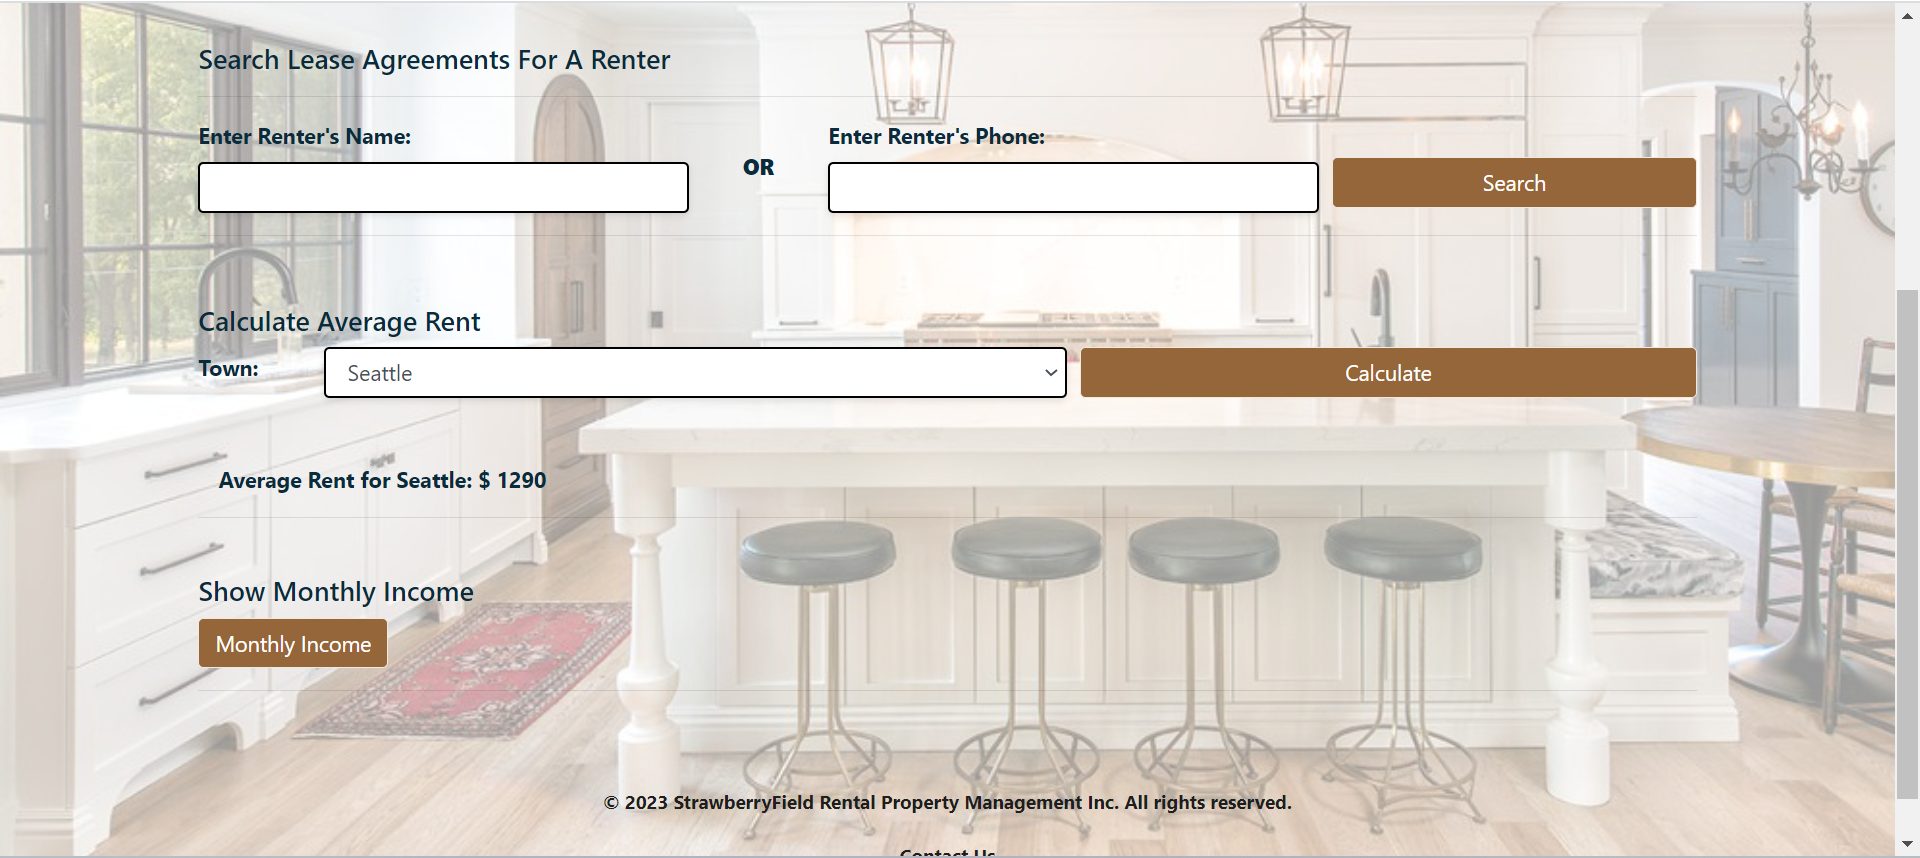 Search Lease Agreements For A Renter
Enter Renter's Name:
OR
Enter Renter's Phone:
Search
Calculate Average Rent
Town:
Seattle
Calculate
Average Rent for Seattle: $ 1290
Show Monthly Income
Monthly Income
© 2023 StrawberryField Rental Property Management Inc. All rights reserved.
Contact Us